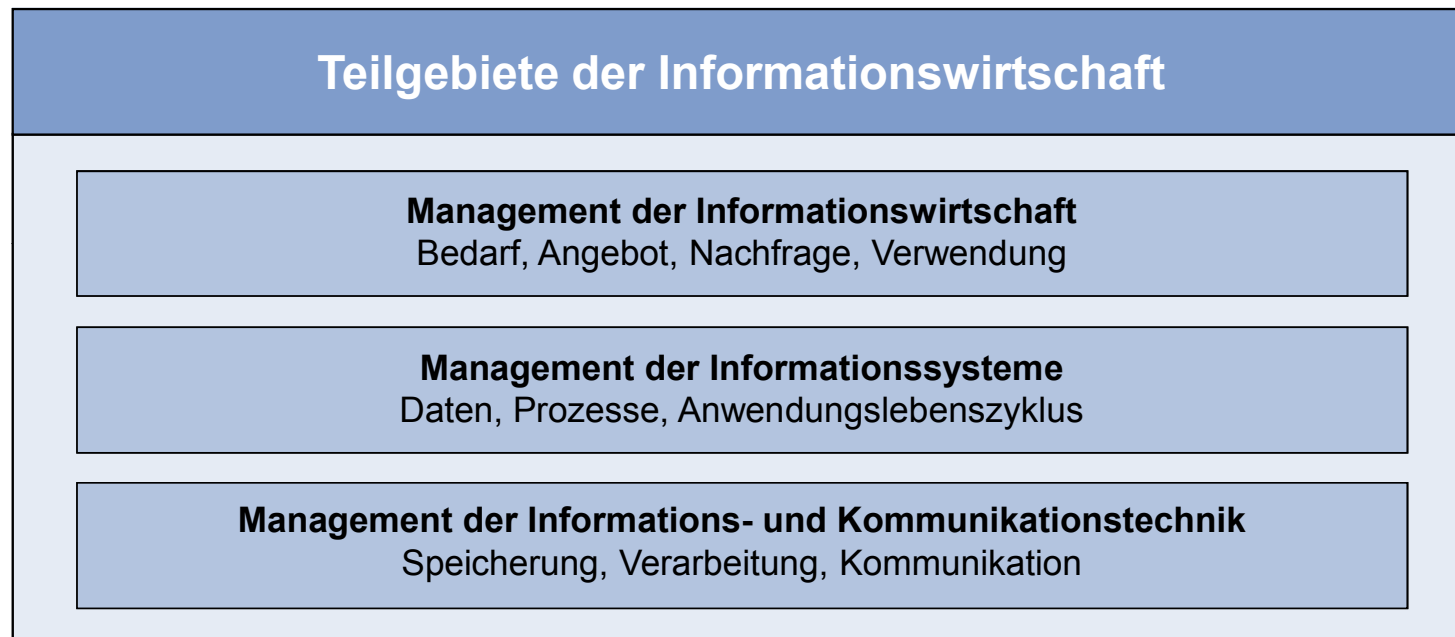 Teilgebiete der Informationswirtschaft
Management der Informationswirtschaft
Bedarf, Angebot, Nachfrage, Verwendung
Management der Informationssysteme
Daten, Prozesse, Anwendungslebenszyklus
Management der Informations- und Kommunikationstechnik
Speicherung, Verarbeitung, Kommunikation